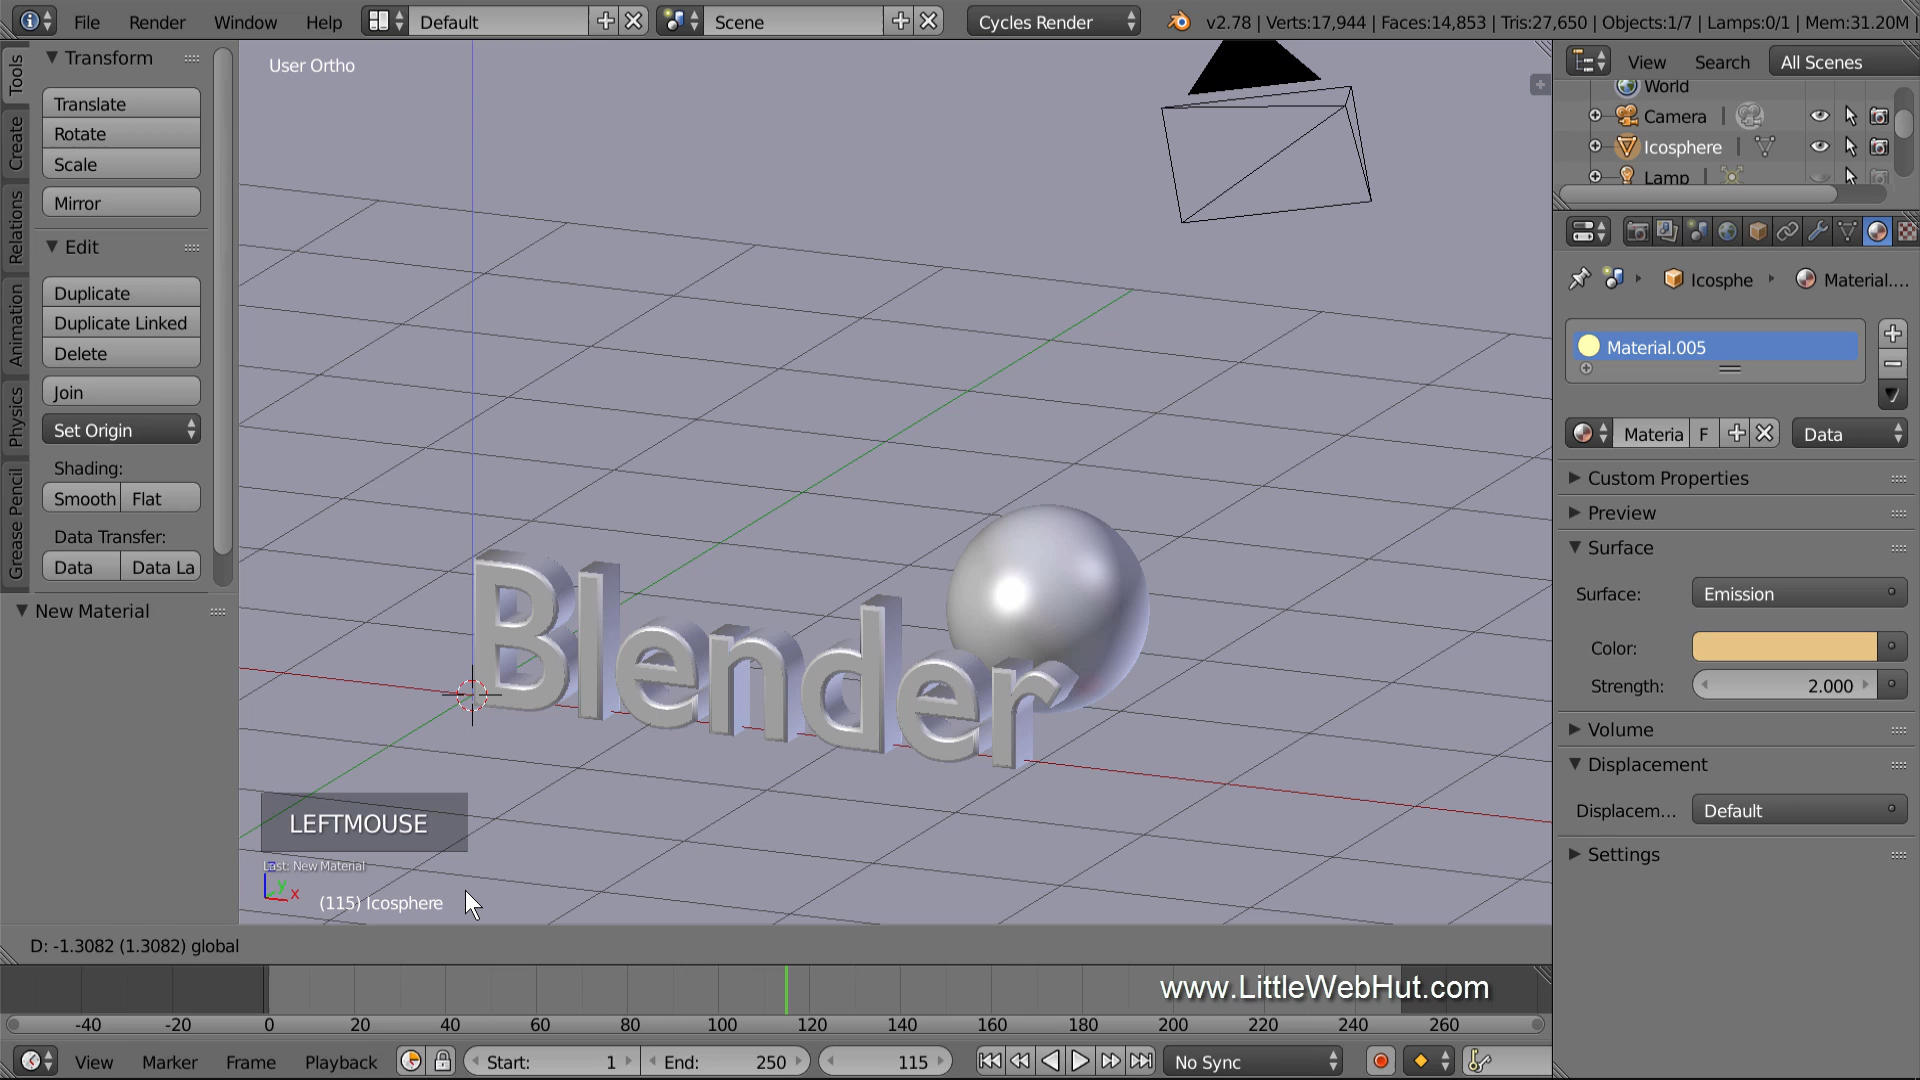 File Render Window Help Default Scene Cycles Render v2.78 | Verts:17,944 | Faces:14,853 | Tris:27,650 | Objects:1/7 | Lamps:0/1 | Mem:31.20M
Tools
Create
Relations
Animation
Physics
Grease Pencil
Transform
Translate
Rotate
Scale
Mirror
Edit
Duplicate
Duplicate Linked
Delete
Join
Set Origin
Shading:
Smooth Flat
Data Transfer:
Data Data La
New Material
User Ortho
Blender
LEFTMOUSE
Last: New Material
y x
(115) Icosphere
D: -1.3082 (1.3082) global
View Search All Scenes
World
Camera
Icosphere
Lamp
Icosphe Material....
Material.005
Materia F Data
Custom Properties
Preview
Surface
Surface: Emission
Color:
Strength: 2.000
Volume
Displacement
Displacem... Default
Settings
www.LittleWebHut.com
-40 -20 0 20 40 60 80 100 120 140 160 180 200 220 240 260
View Marker Frame Playback Start: 1 End: 250 115 No Sync